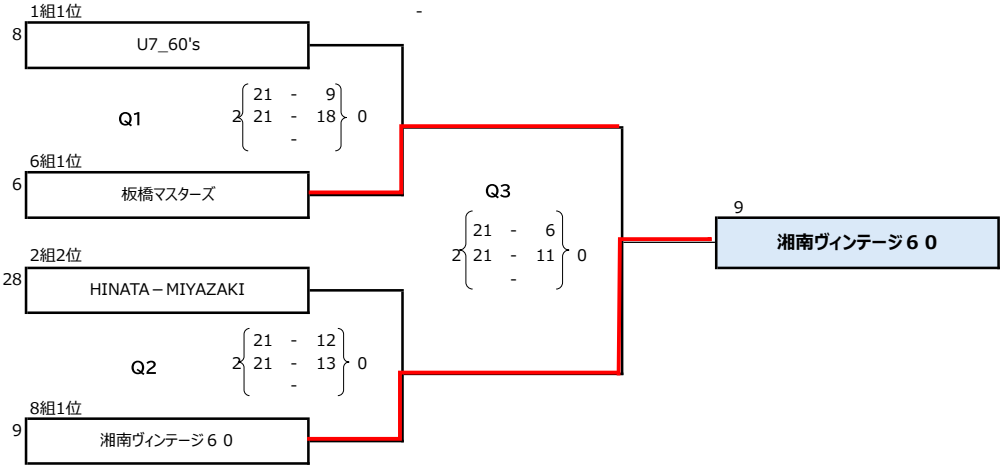 1組1位
-
8
U7_60's
Q1
2 21 - 9 0
21 - 18
-
6組1位
6
板橋マスターズ
Q3
2 21 - 6 0
21 - 11
-
9
湘南ヴィンテージ60
2組2位
28
HINATA－MIYAZAKI
Q2
2 21 - 12 0
21 - 13
-
8組1位
9
湘南ヴィンテージ60